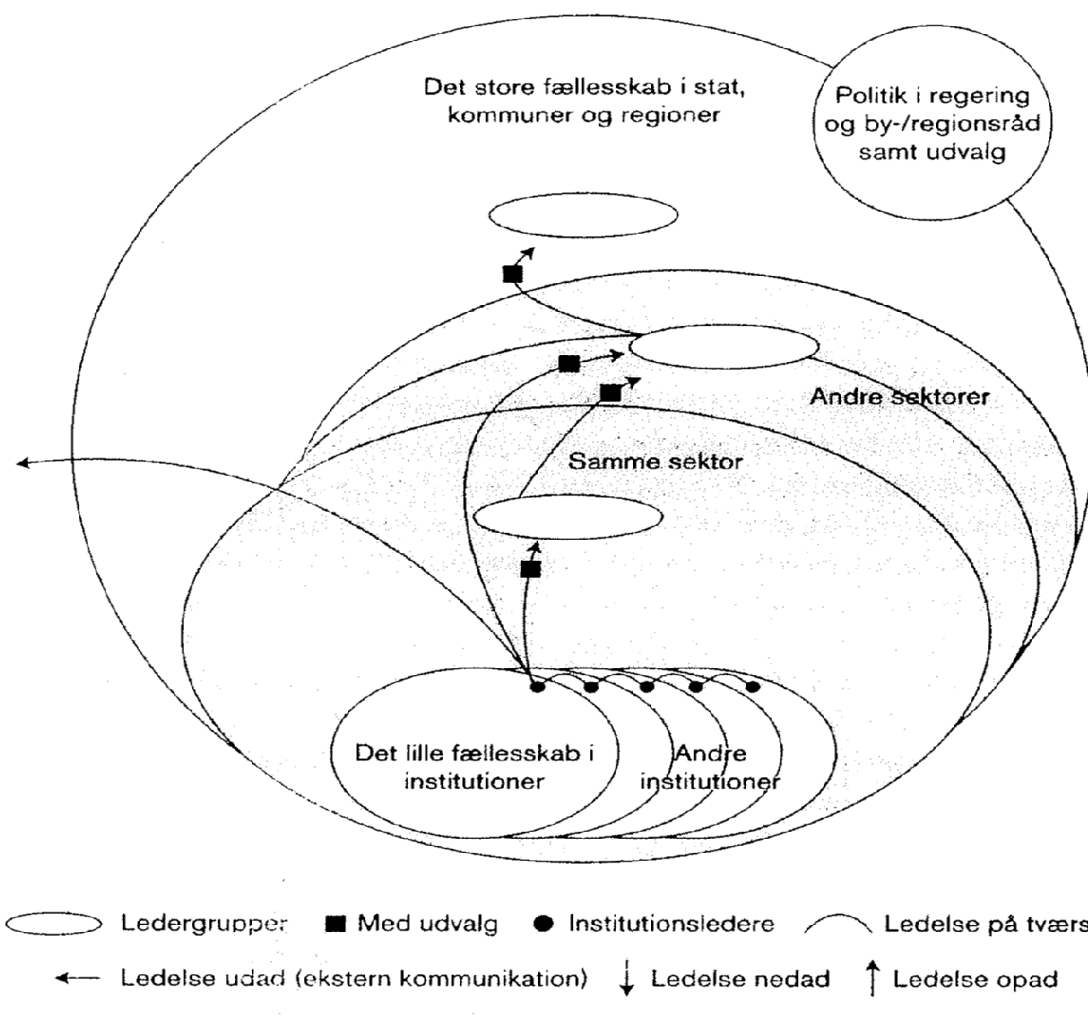 Det store fællesskab i stat,
kommuner og regioner
Politik i regering
og by-/regionsråd
samt udvalg
Andre sektorer
Samme sektor
Det lille fællesskab i
institutioner
Andre
institutioner
Ledergrupper
Med udvalg
Institutionsledere
Ledelse på tværs
Ledelse udad (ekstern kommunikation)
Ledelse nedad
Ledelse opad